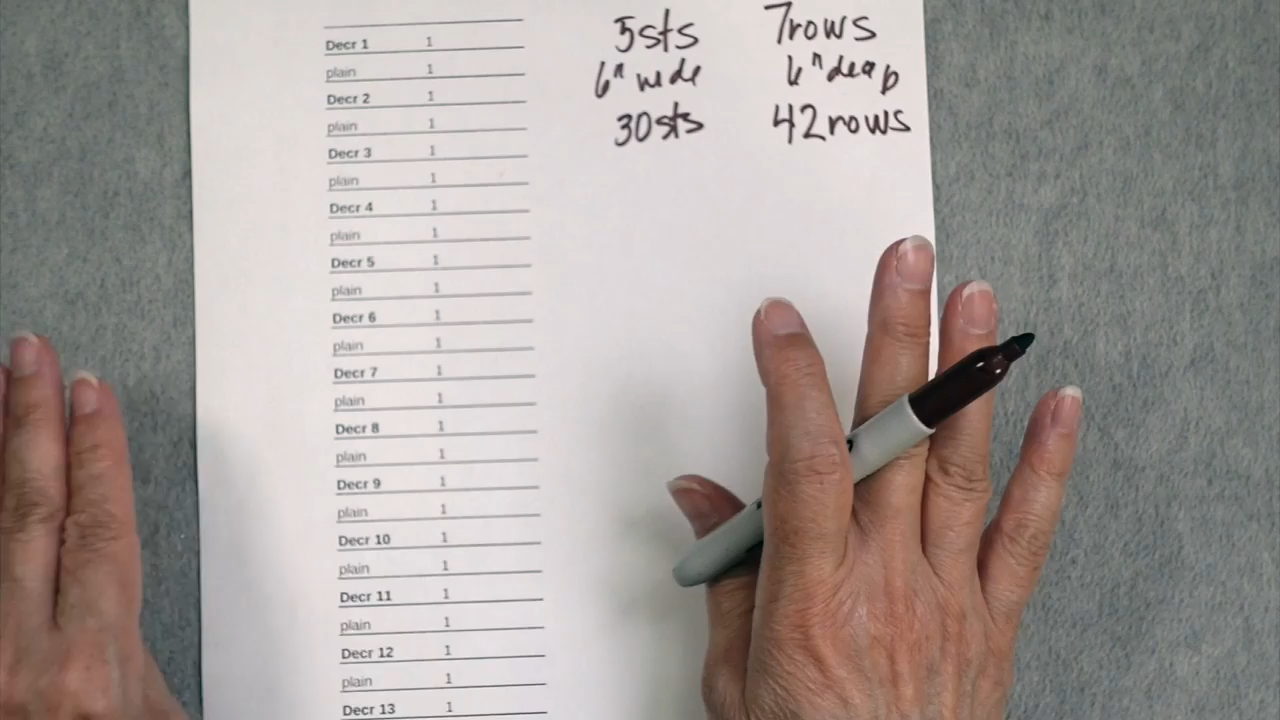 5sts 7rows
6" wide 6" deep
30sts 42rows
Decr 1 1
plain 1
Decr 2 1
plain 1
Decr 3 1
plain 1
Decr 4 1
plain 1
Decr 5 1
plain 1
Decr 6 1
plain 1
Decr 7 1
plain 1
Decr 8 1
plain 1
Decr 9 1
plain 1
Decr 10 1
plain 1
Decr 11 1
plain 1
Decr 12 1
plain 1
Decr 13 1